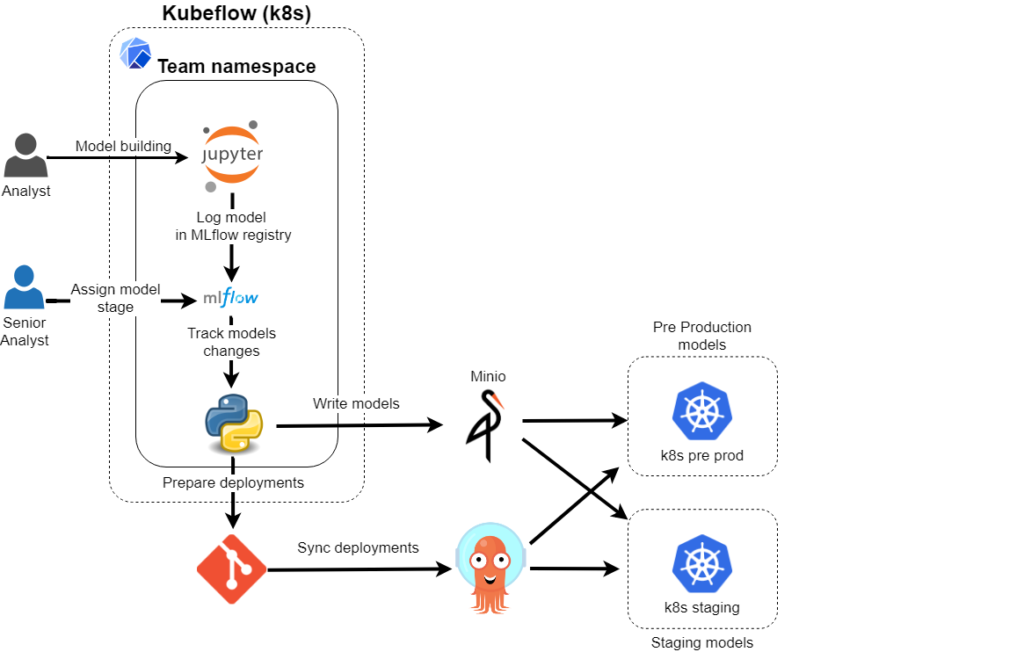 Kubeflow (k8s)
Team namespace
Model building
jupyter
Analyst
Log model
in MLflow registry
Assign model
stage
mlflow
Senior
Analyst
Track models
changes
Pre Production
models
Minio
Write models
k8s pre prod
Prepare deployments
Sync deployments
k8s staging
Staging models